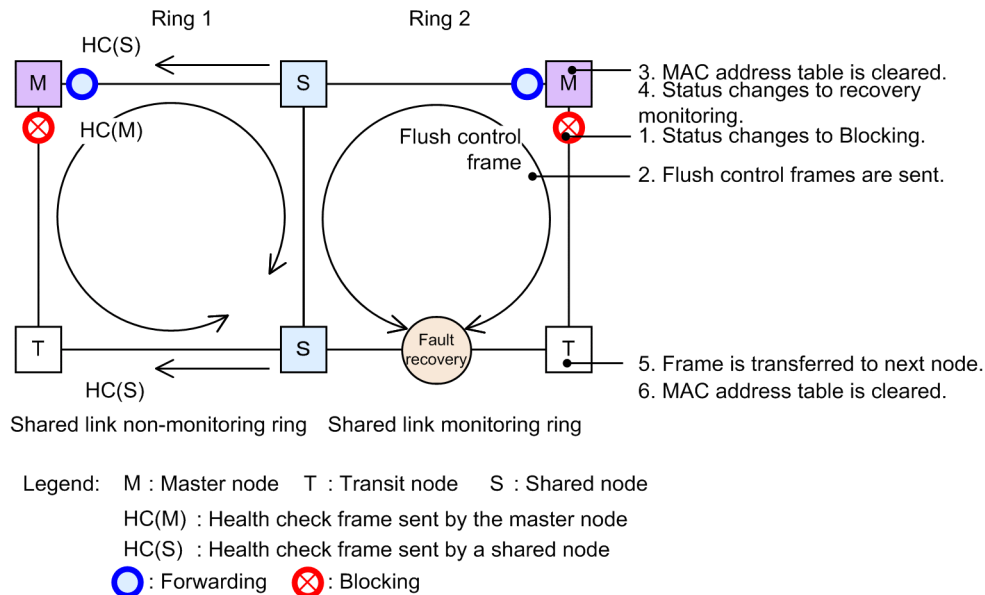 Ring 1
Ring 2
HC(S)
M
S
M
3. MAC address table is cleared.
4. Status changes to recovery
monitoring.
HC(M)
Flush control
frame
1. Status changes to Blocking.
2. Flush control frames are sent.
T
S
Fault
recovery
T
5. Frame is transferred to next node.
HC(S)
6. MAC address table is cleared.
Shared link non-monitoring ring
Shared link monitoring ring
Legend: M : Master node T : Transit node S : Shared node
HC(M) : Health check frame sent by the master node
HC(S) : Health check frame sent by a shared node
: Forwarding : Blocking